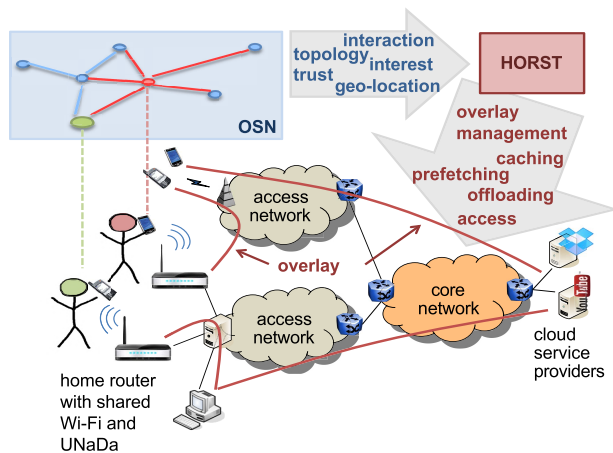 OSN
interaction
topology
interest
trust
geo-location
HORST
overlay
management
caching
prefetching
offloading
access
access
network
overlay
core
network
access
network
YouTube
cloud
service
providers
home router
with shared
Wi-Fi and
UNaDa